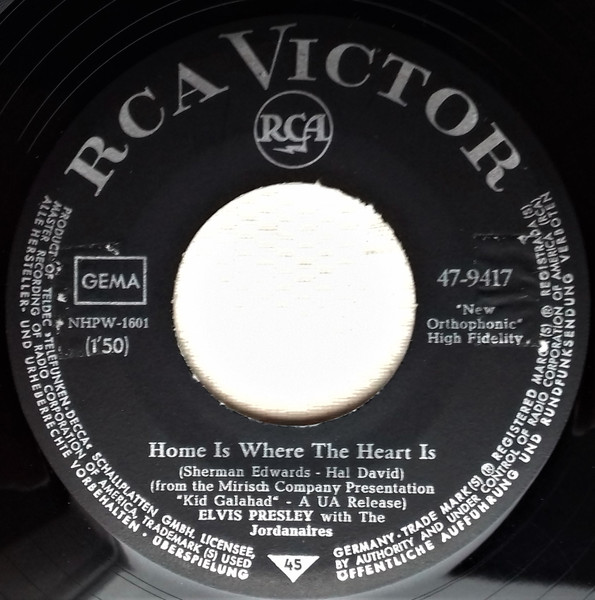 RCA VICTOR
RCA
GEMA
NHPW-1601
(1'50)
47-9417
"New
Orthophonic"
High Fidelity
Home Is Where The Heart Is
(Sherman Edwards - Hal David)
(from the Mirisch Company Presentation
"Kid Galahad" - A UA Release)
ELVIS PRESLEY with The
Jordanaires
45
PRODUCT OF TELDEC »TELEFUNKEN-DECCA« SCHALLPLATTEN GMBH, LICENSEE,
MASTER RECORDING OF RADIO CORPORATION OF AMERICA, TRADEMARK (S) USED
ALLE HERSTELLER- UND URHEBERRECHTE VORBEHALTEN · ÜBERSPIELUNG
GERMANY-TRADE MARK(S) ® REGISTERED MARCA(S) ® REGISTRADA(S)
BY AUTHORITY AND UNDER CONTROL OF RADIO CORPORATION OF AMERICA
ÖFFENTLICHE AUFFÜHRUNG UND RUNDFUNKSENDUNG VERBOTEN